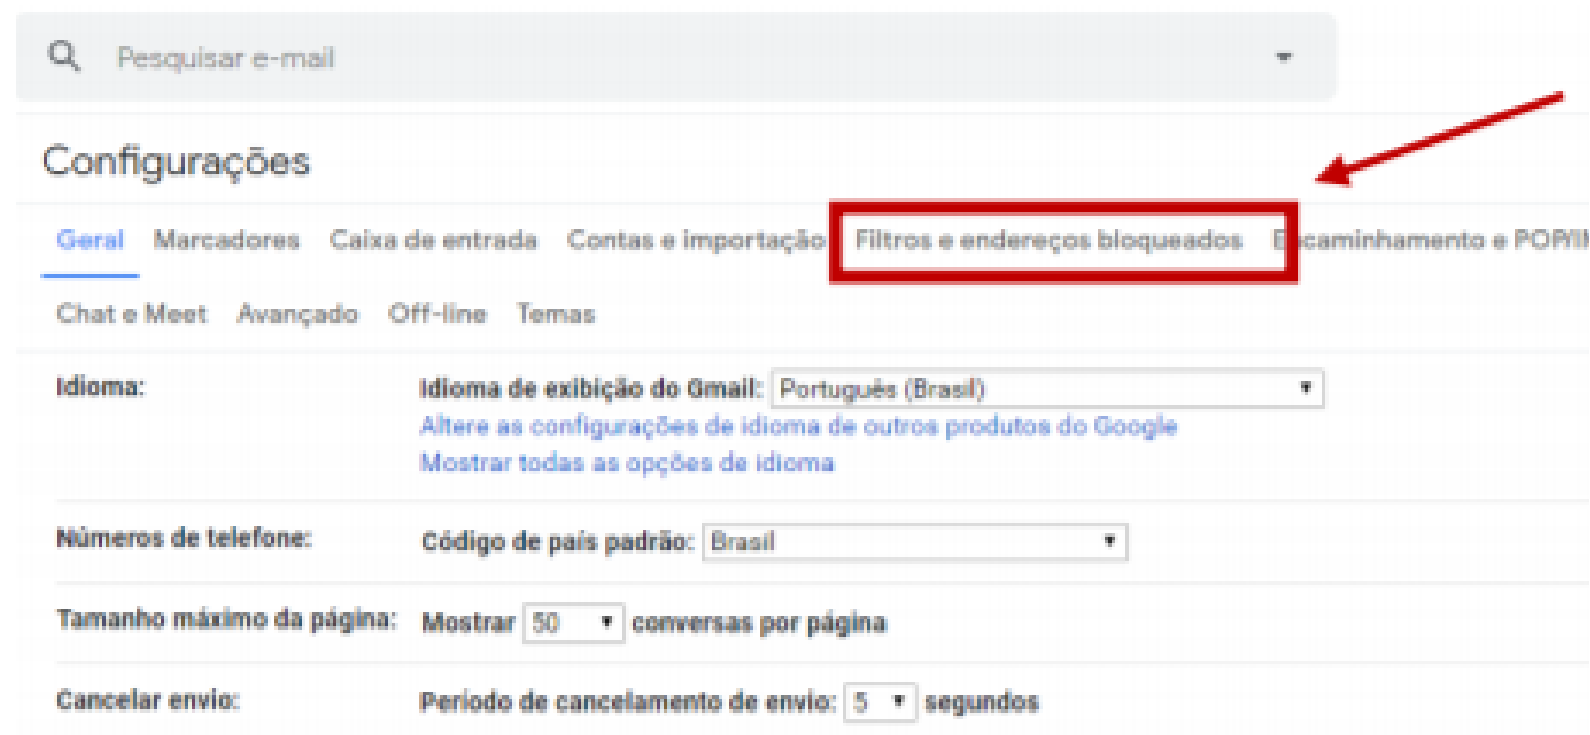 Pesquisar e-mail
Configurações
Geral Marcadores Caixa de entrada Contas e importação Filtros e endereços bloqueados Encaminhamento e POP/IM
Chat e Meet Avançado Off-line Temas
Idioma: Idioma de exibição do Gmail: Português (Brasil)
Altere as configurações de idioma de outros produtos do Google
Mostrar todas as opções de idioma
Números de telefone: Código de país padrão: Brasil
Tamanho máximo da página: Mostrar 50 conversas por página
Cancelar envio: Período de cancelamento de envio: 5 segundos